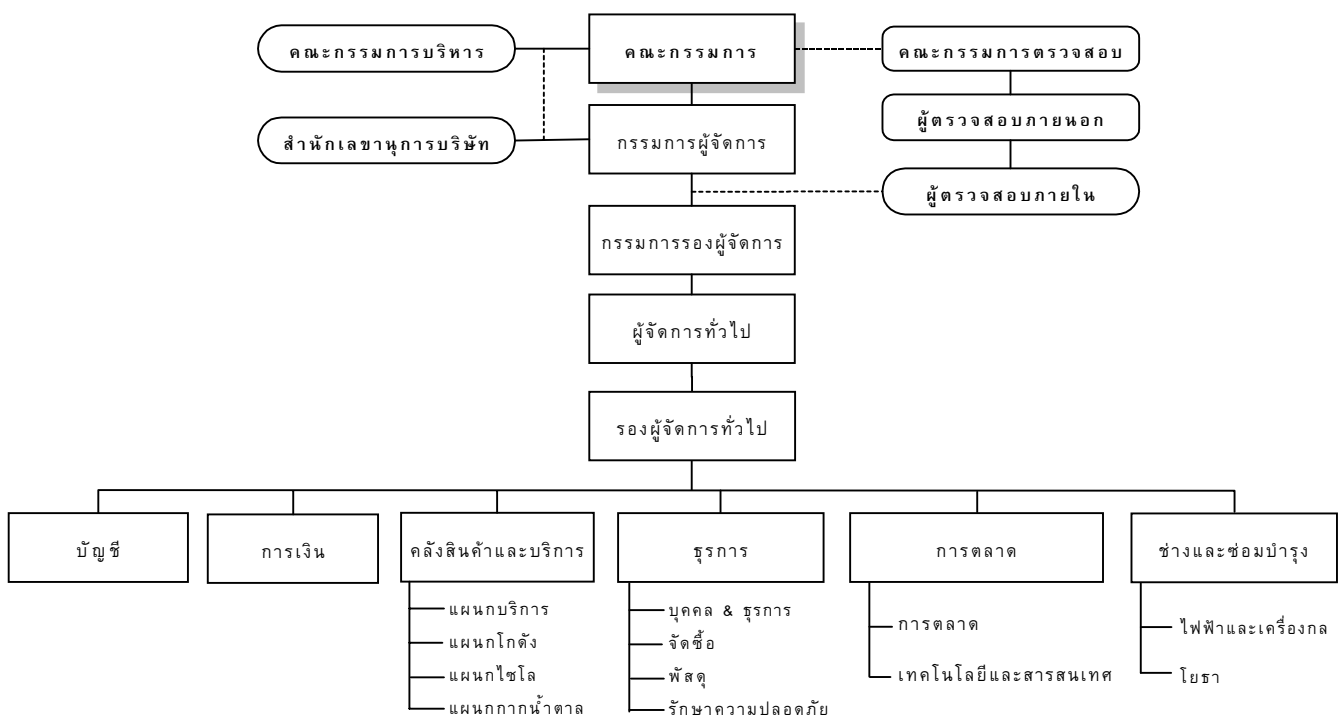 คณะกรรมการบริหาร
คณะกรรมการ
คณะกรรมการตรวจสอบ
ผู้ตรวจสอบภายนอก
สำนักเลขานุการบริษัท
กรรมการผู้จัดการ
ผู้ตรวจสอบภายใน
กรรมการรองผู้จัดการ
ผู้จัดการทั่วไป
รองผู้จัดการทั่วไป
บัญชี
การเงิน
คลังสินค้าและบริการ
ธุรการ
การตลาด
ช่างและซ่อมบำรุง
แผนกบริการ
แผนกโกดัง
แผนกไซโล
แผนกกากน้ำตาล
บุคคล & ธุรการ
จัดซื้อ
พัสดุ
รักษาความปลอดภัย
การตลาด
เทคโนโลยีและสารสนเทศ
ไฟฟ้าและเครื่องกล
โยธา